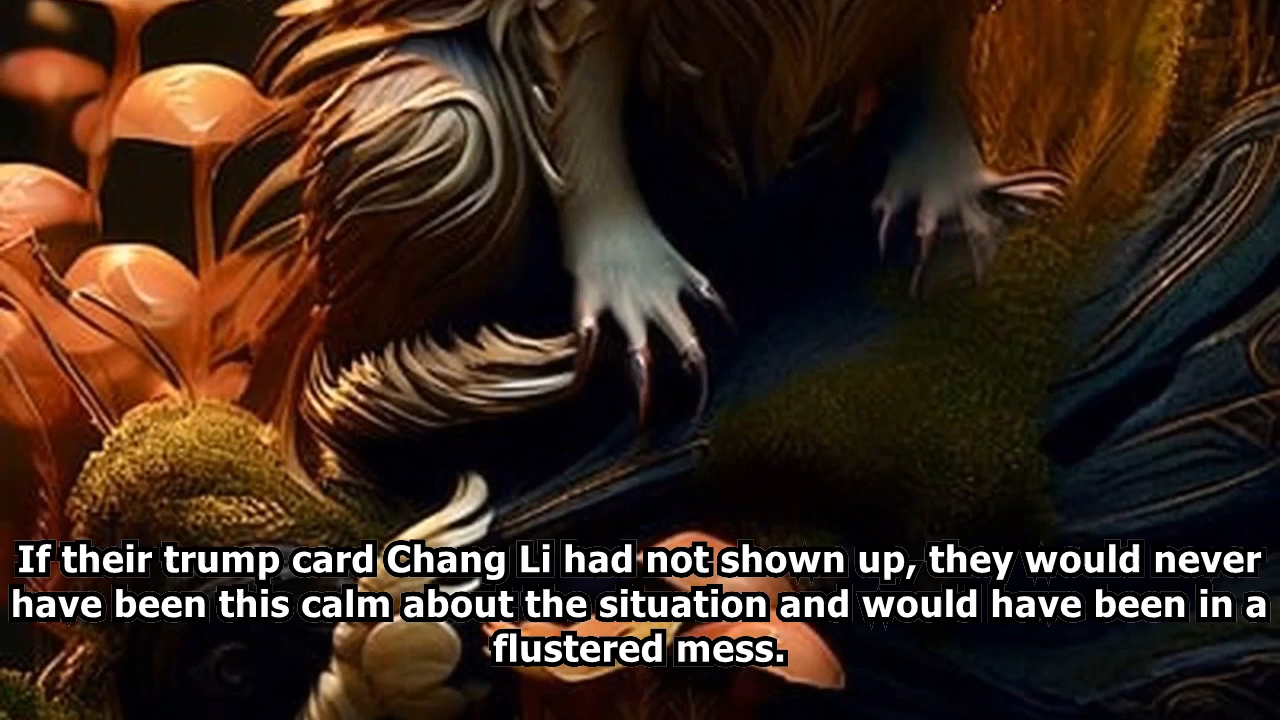 If their trump card Chang Li had not shown up, they would never
have been this calm about the situation and would have been in a
flustered mess.